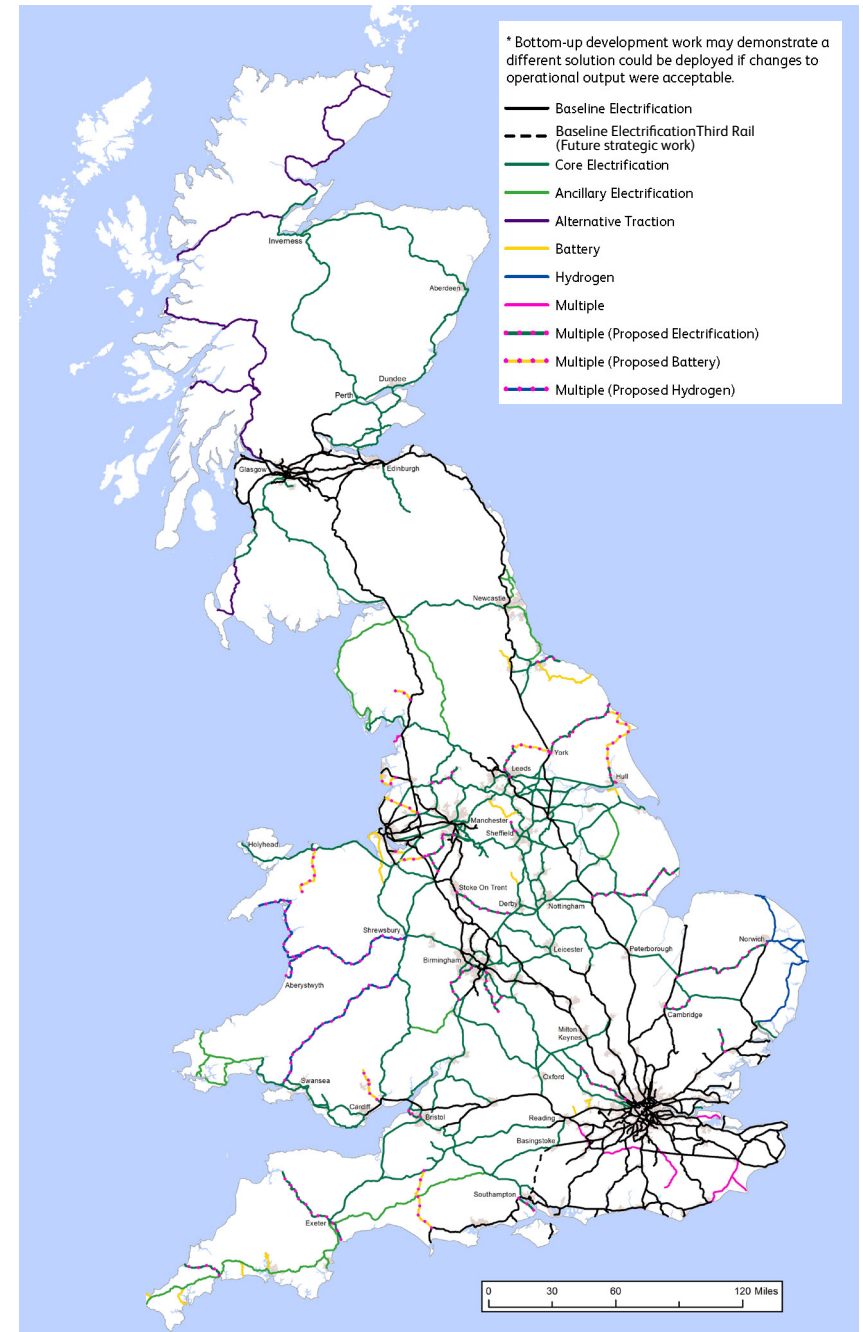 * Bottom-up development work may demonstrate a
different solution could be deployed if changes to
operational output were acceptable.
Baseline Electrification
Baseline ElectrificationThird Rail
(Future strategic work)
Core Electrification
Ancillary Electrification
Alternative Traction
Battery
Hydrogen
Multiple
Multiple (Proposed Electrification)
Multiple (Proposed Battery)
Multiple (Proposed Hydrogen)
Inverness
Aberdeen
Dundee
Perth
Glasgow
Edinburgh
Newcastle
York
Leeds
Hull
Manchester
Sheffield
Holyhead
Stoke On Trent
Derby
Nottingham
Shrewsbury
Norwich
Leicester
Peterborough
Birmingham
Aberystwyth
Cambridge
Milton
Keynes
Oxford
Swansea
Cardiff
Bristol
Reading
Basingstoke
Southampton
Exeter
0 30 60 120 Miles